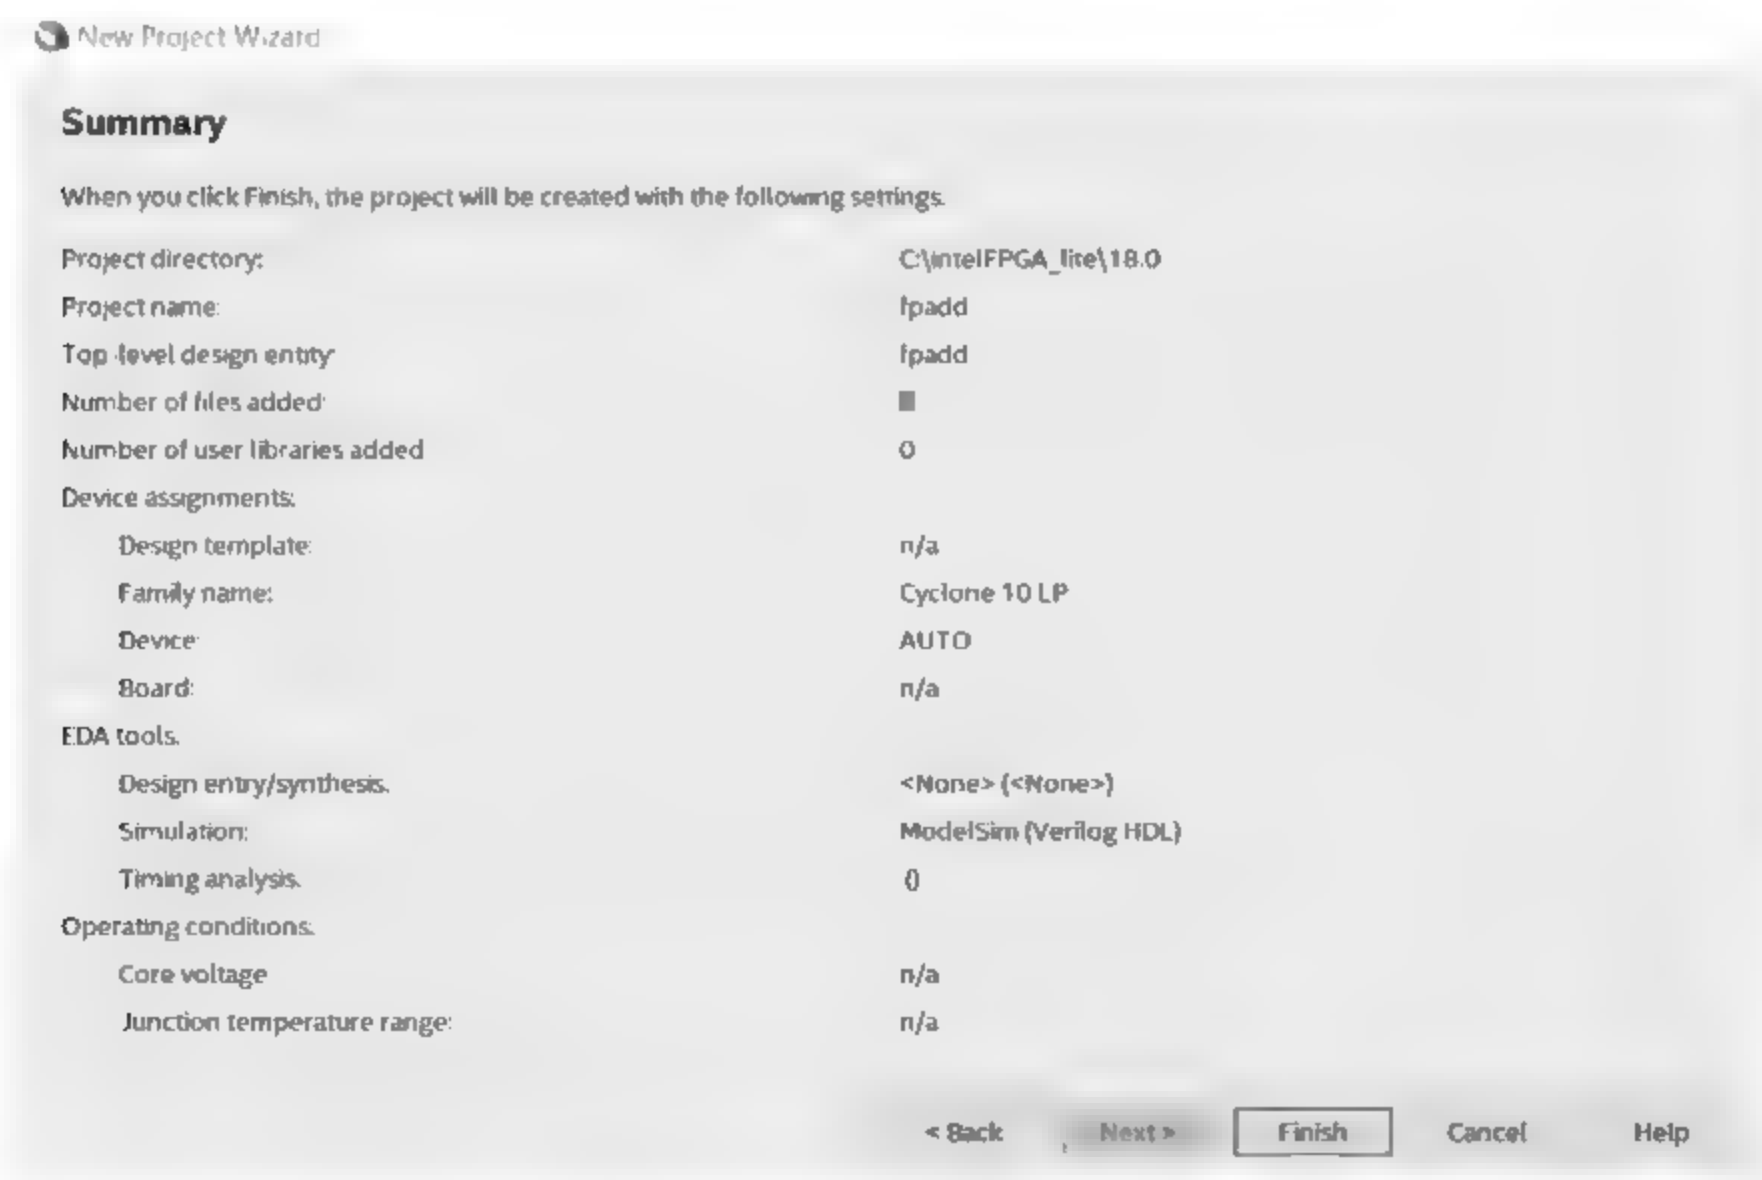 New Project Wizard
Summary
When you click Finish, the project will be created with the following settings.
Project directory: C:\intelFPGA_lite\18.0
Project name: fpadd
Top-level design entity: fpadd
Number of files added:
Number of user libraries added: 0
Device assignments:
Design template: n/a
Family name: Cyclone 10 LP
Device: AUTO
Board: n/a
EDA tools:
Design entry/synthesis: <None> (<None>)
Simulation: ModelSim (Verilog HDL)
Timing analysis: ()
Operating conditions:
Core voltage: n/a
Junction temperature range: n/a
< Back Next > Finish Cancel Help